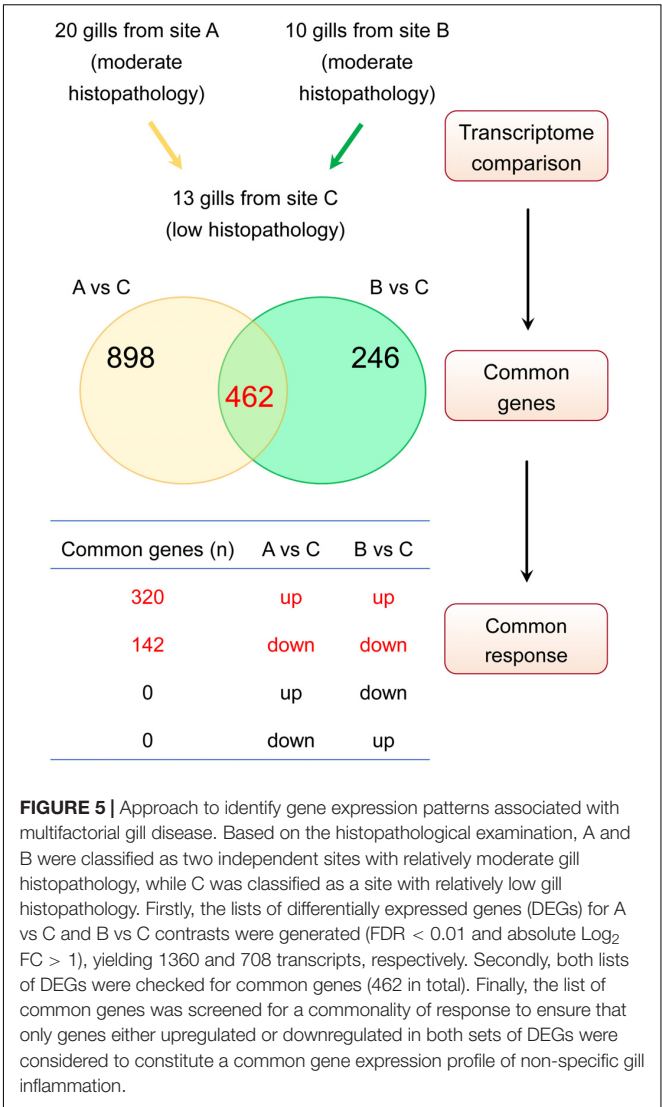 20 gills from site A
(moderate
histopathology)
10 gills from site B
(moderate
histopathology)
Transcriptome
comparison
13 gills from site C
(low histopathology)
A vs C
B vs C
898
462
246
Common
genes
Common genes (n) A vs C B vs C
320 up up
142 down down
0 up down
0 down up
Common
response
FIGURE 5 | Approach to identify gene expression patterns associated with
multifactorial gill disease. Based on the histopathological examination, A and
B were classified as two independent sites with relatively moderate gill
histopathology, while C was classified as a site with relatively low gill
histopathology. Firstly, the lists of differentially expressed genes (DEGs) for A
vs C and B vs C contrasts were generated (FDR < 0.01 and absolute Log₂
FC > 1), yielding 1360 and 708 transcripts, respectively. Secondly, both lists
of DEGs were checked for common genes (462 in total). Finally, the list of
common genes was screened for a commonality of response to ensure that
only genes either upregulated or downregulated in both sets of DEGs were
considered to constitute a common gene expression profile of non-specific gill
inflammation.